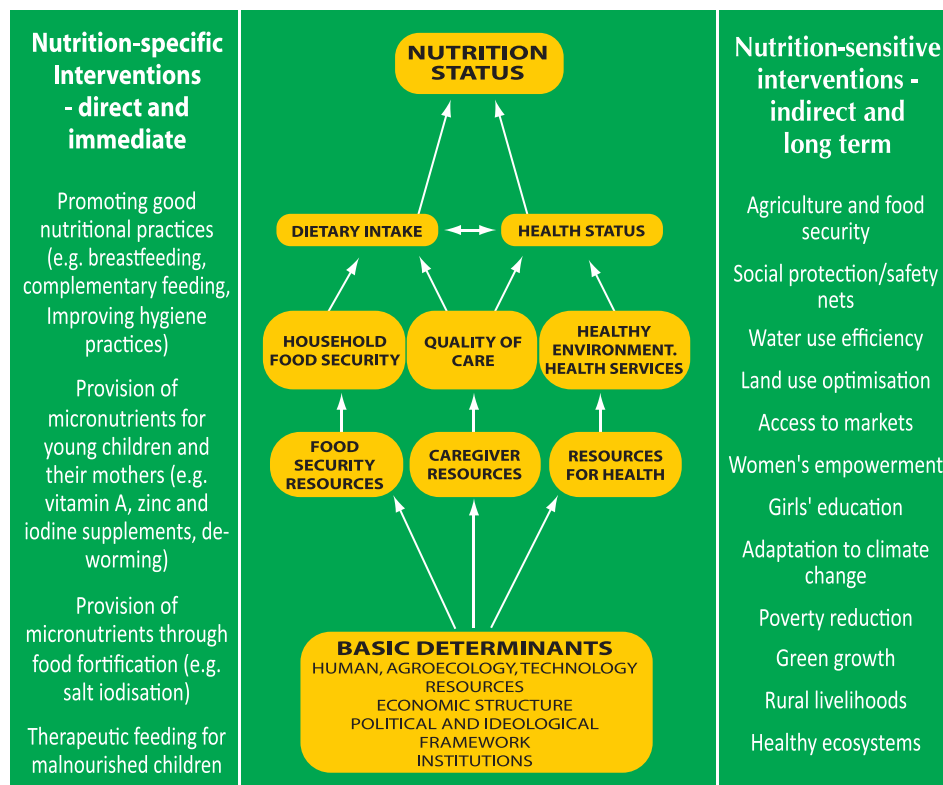 Nutrition-specific
Interventions
- direct and
immediate
Promoting good
nutritional practices
(e.g. breastfeeding,
complementary feeding,
Improving hygiene
practices)
Provision of
micronutrients for
young children and
their mothers (e.g.
vitamin A, zinc and
iodine supplements, de-
worming)
Provision of
micronutrients through
food fortification (e.g.
salt iodisation)
Therapeutic feeding for
malnourished children
NUTRITION
STATUS
DIETARY INTAKE
HEALTH STATUS
HOUSEHOLD
FOOD SECURITY
QUALITY OF
CARE
HEALTHY
ENVIRONMENT.
HEALTH SERVICES
FOOD
SECURITY
RESOURCES
CAREGIVER
RESOURCES
RESOURCES
FOR HEALTH
BASIC DETERMINANTS
HUMAN, AGROECOLOGY, TECHNOLOGY
RESOURCES
ECONOMIC STRUCTURE
POLITICAL AND IDEOLOGICAL
FRAMEWORK
INSTITUTIONS
Nutrition-sensitive
interventions -
indirect and
long term
Agriculture and food
security
Social protection/safety
nets
Water use efficiency
Land use optimisation
Access to markets
Women's empowerment
Girls' education
Adaptation to climate
change
Poverty reduction
Green growth
Rural livelihoods
Healthy ecosystems